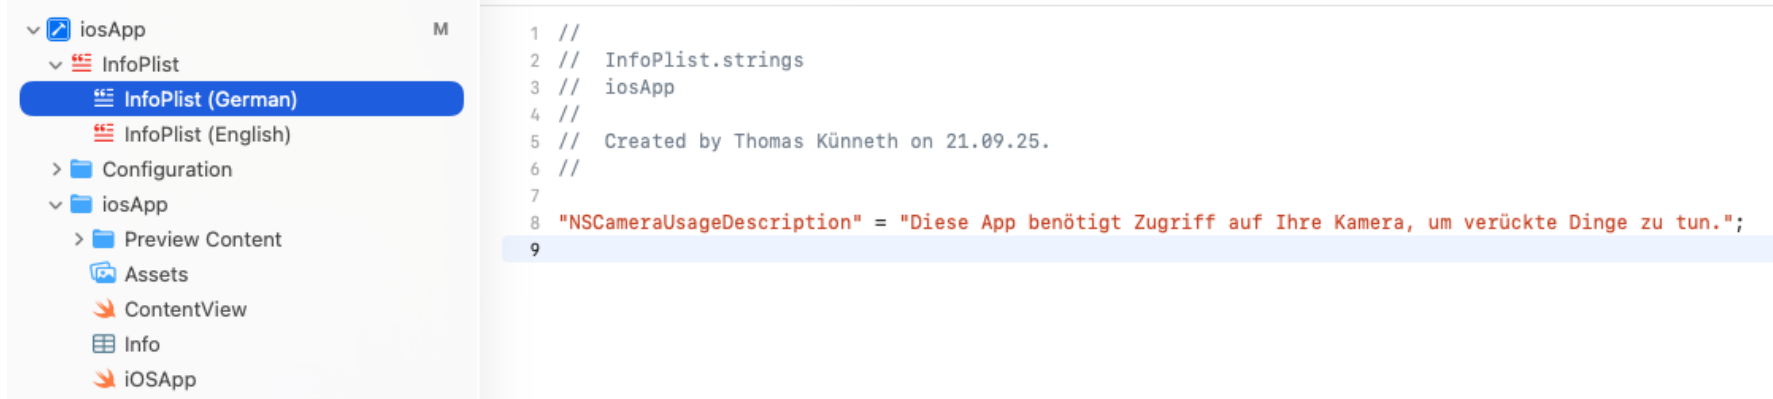 iosApp M
InfoPlist
InfoPlist (German)
InfoPlist (English)
Configuration
iosApp
Preview Content
Assets
ContentView
Info
iOSApp
1 //
2 //  InfoPlist.strings
3 //  iosApp
4 //
5 //  Created by Thomas Künneth on 21.09.25.
6 //
7
8 "NSCameraUsageDescription" = "Diese App benötigt Zugriff auf Ihre Kamera, um verückte Dinge zu tun.";
9